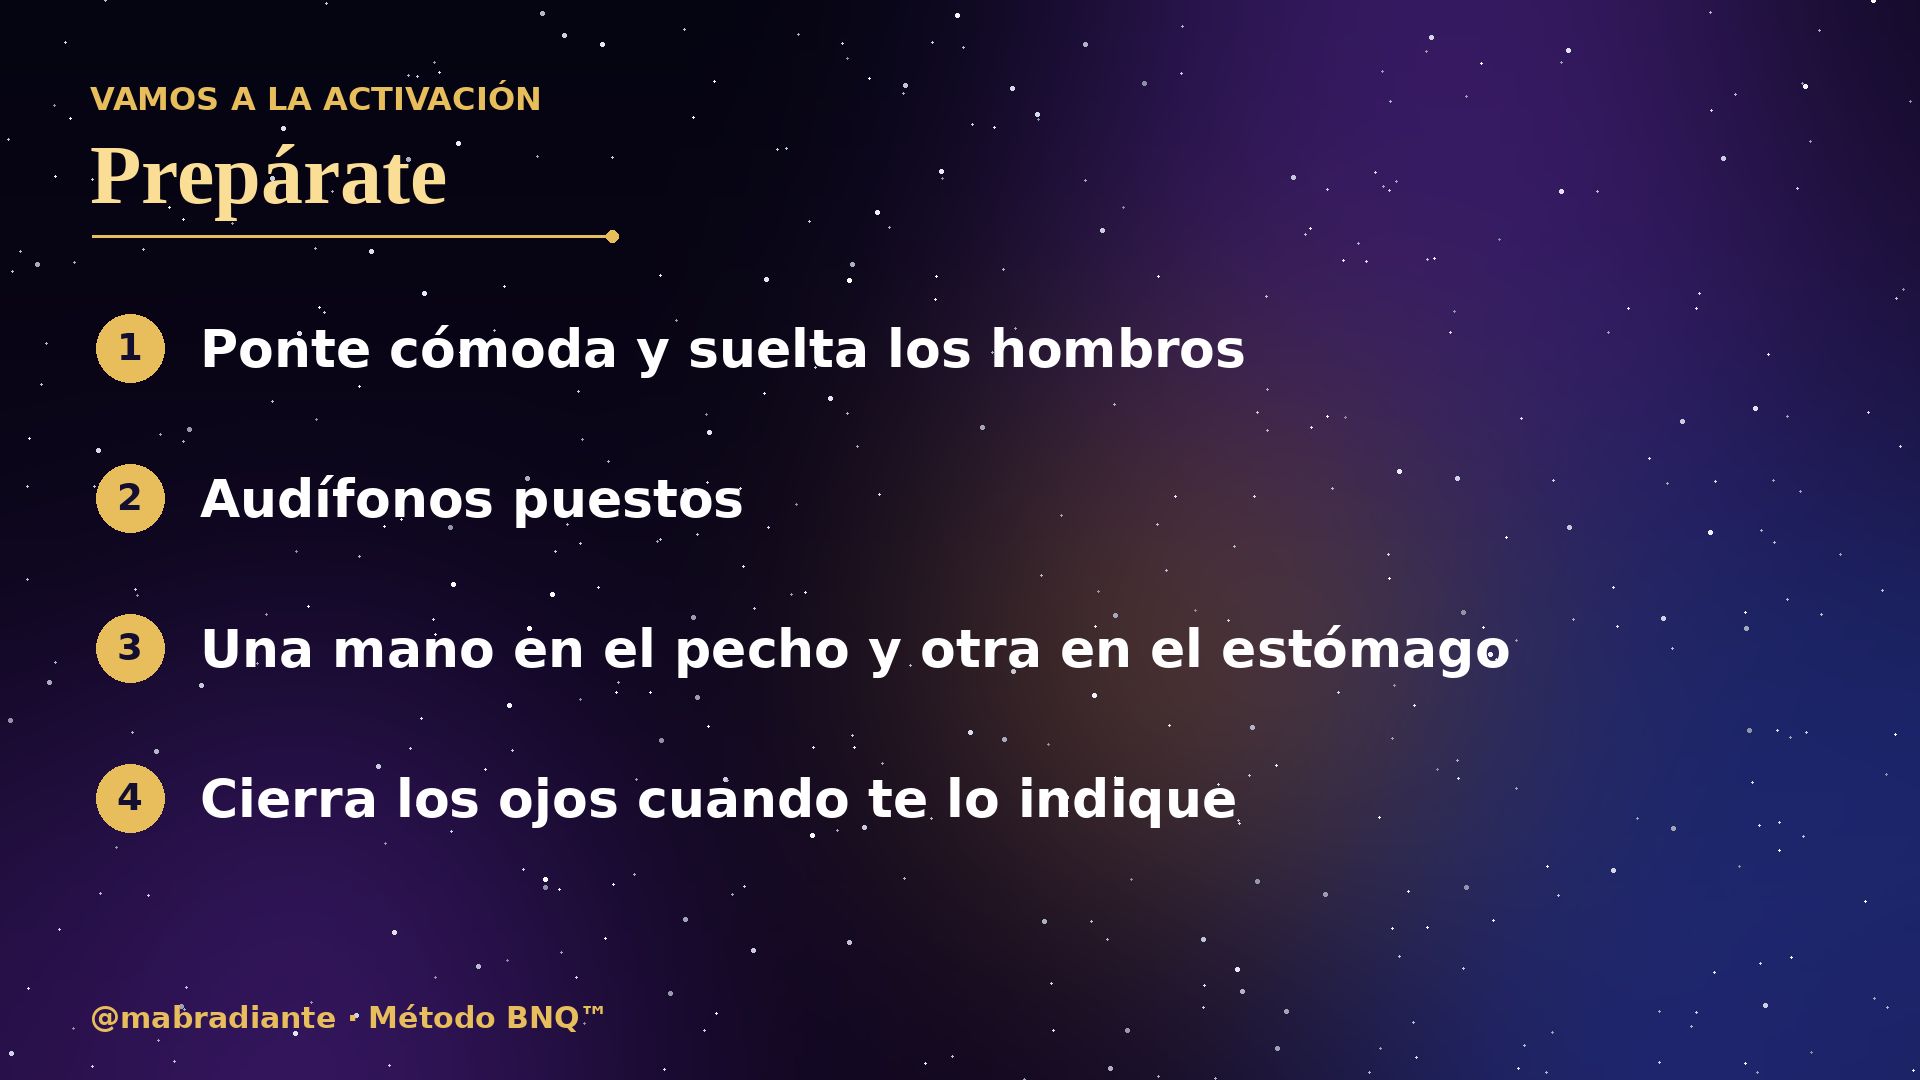 VAMOS A LA ACTIVACIÓN
Prepárate
1 Ponte cómoda y suelta los hombros
2 Audífonos puestos
3 Una mano en el pecho y otra en el estómago
4 Cierra los ojos cuando te lo indique
@mabradiante · Método BNQ™